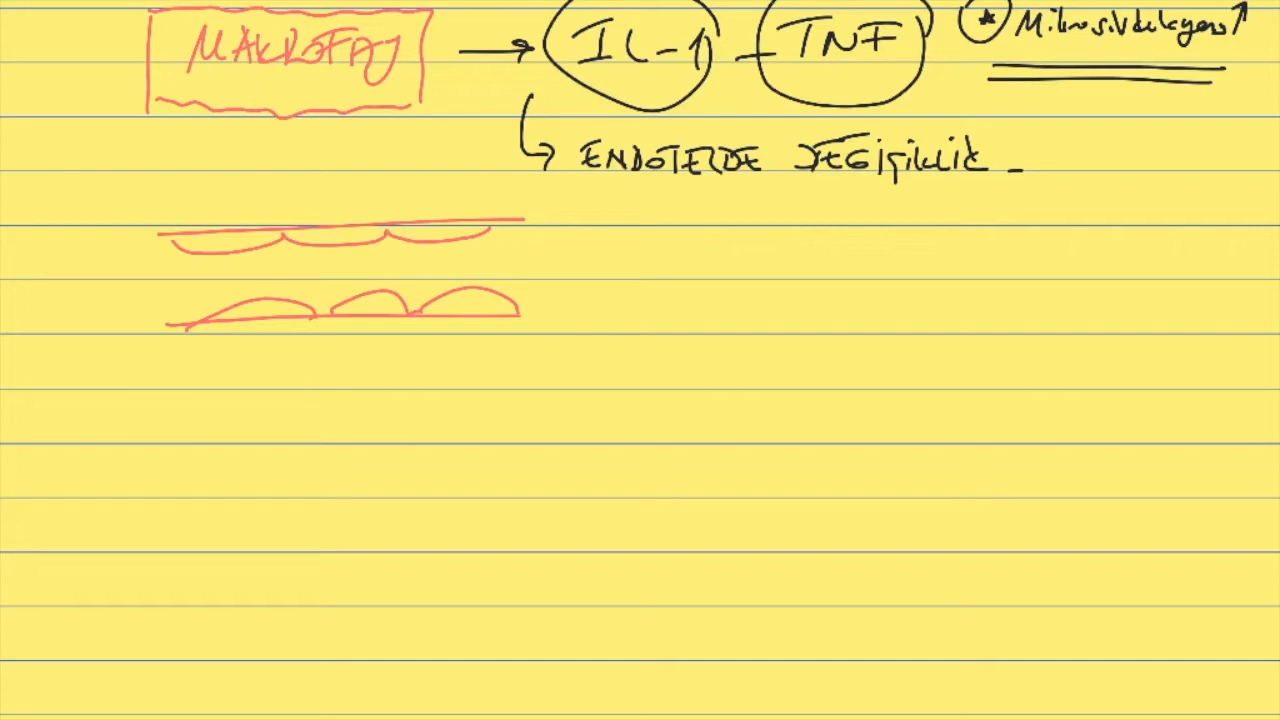 MAKROFAJ → IL-1 - TNF * Mikrosirkülasyon ↑
↳ ENDOTELDE DEĞİŞİKLİK -